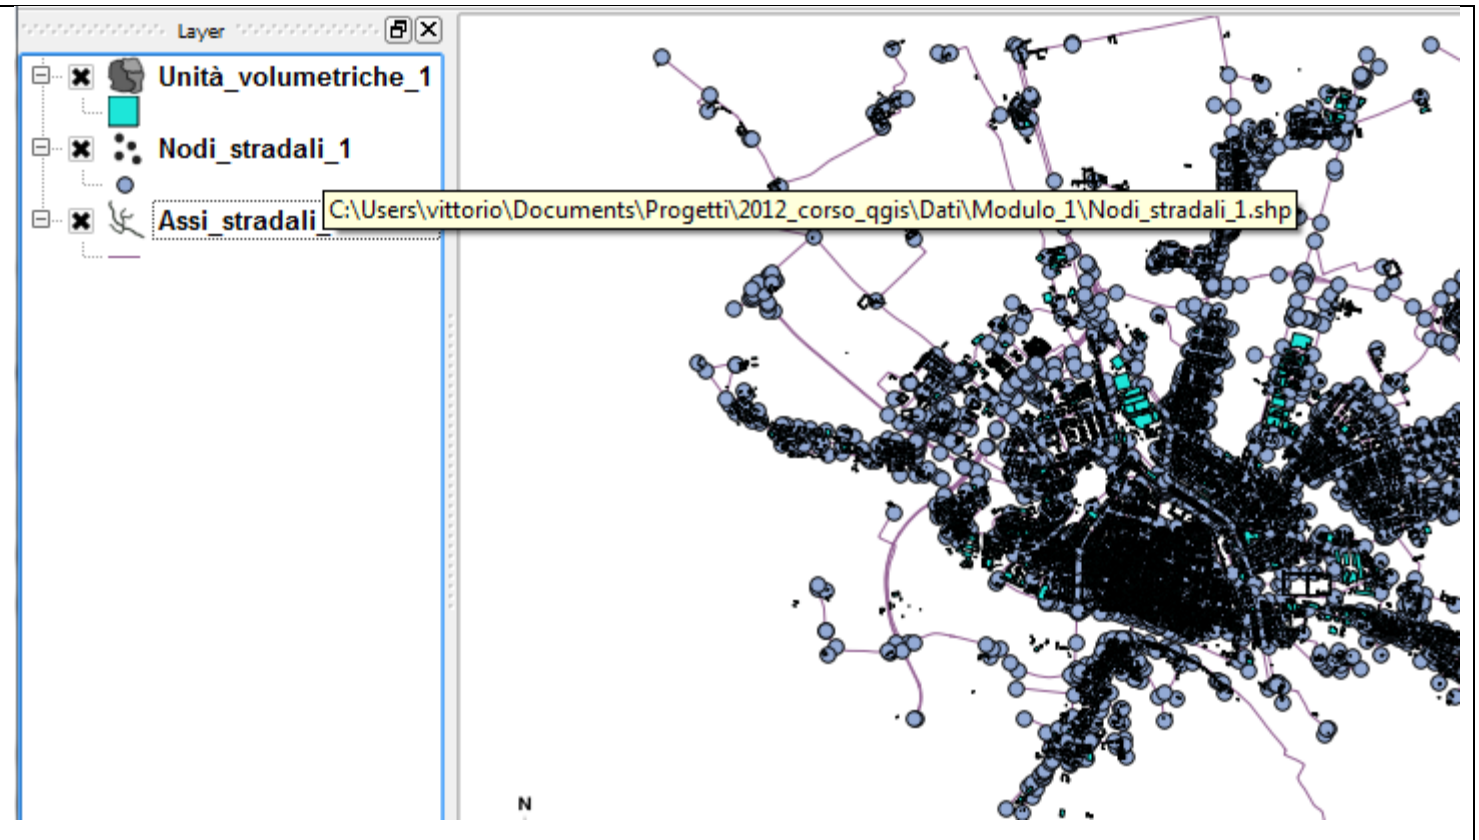 Layer
Unità_volumetriche_1
Nodi_stradali_1
C:\Users\vittorio\Documents\Progetti\2012_corso_qgis\Dati\Modulo_1\Nodi_stradali_1.shp
Assi_stradali_
N